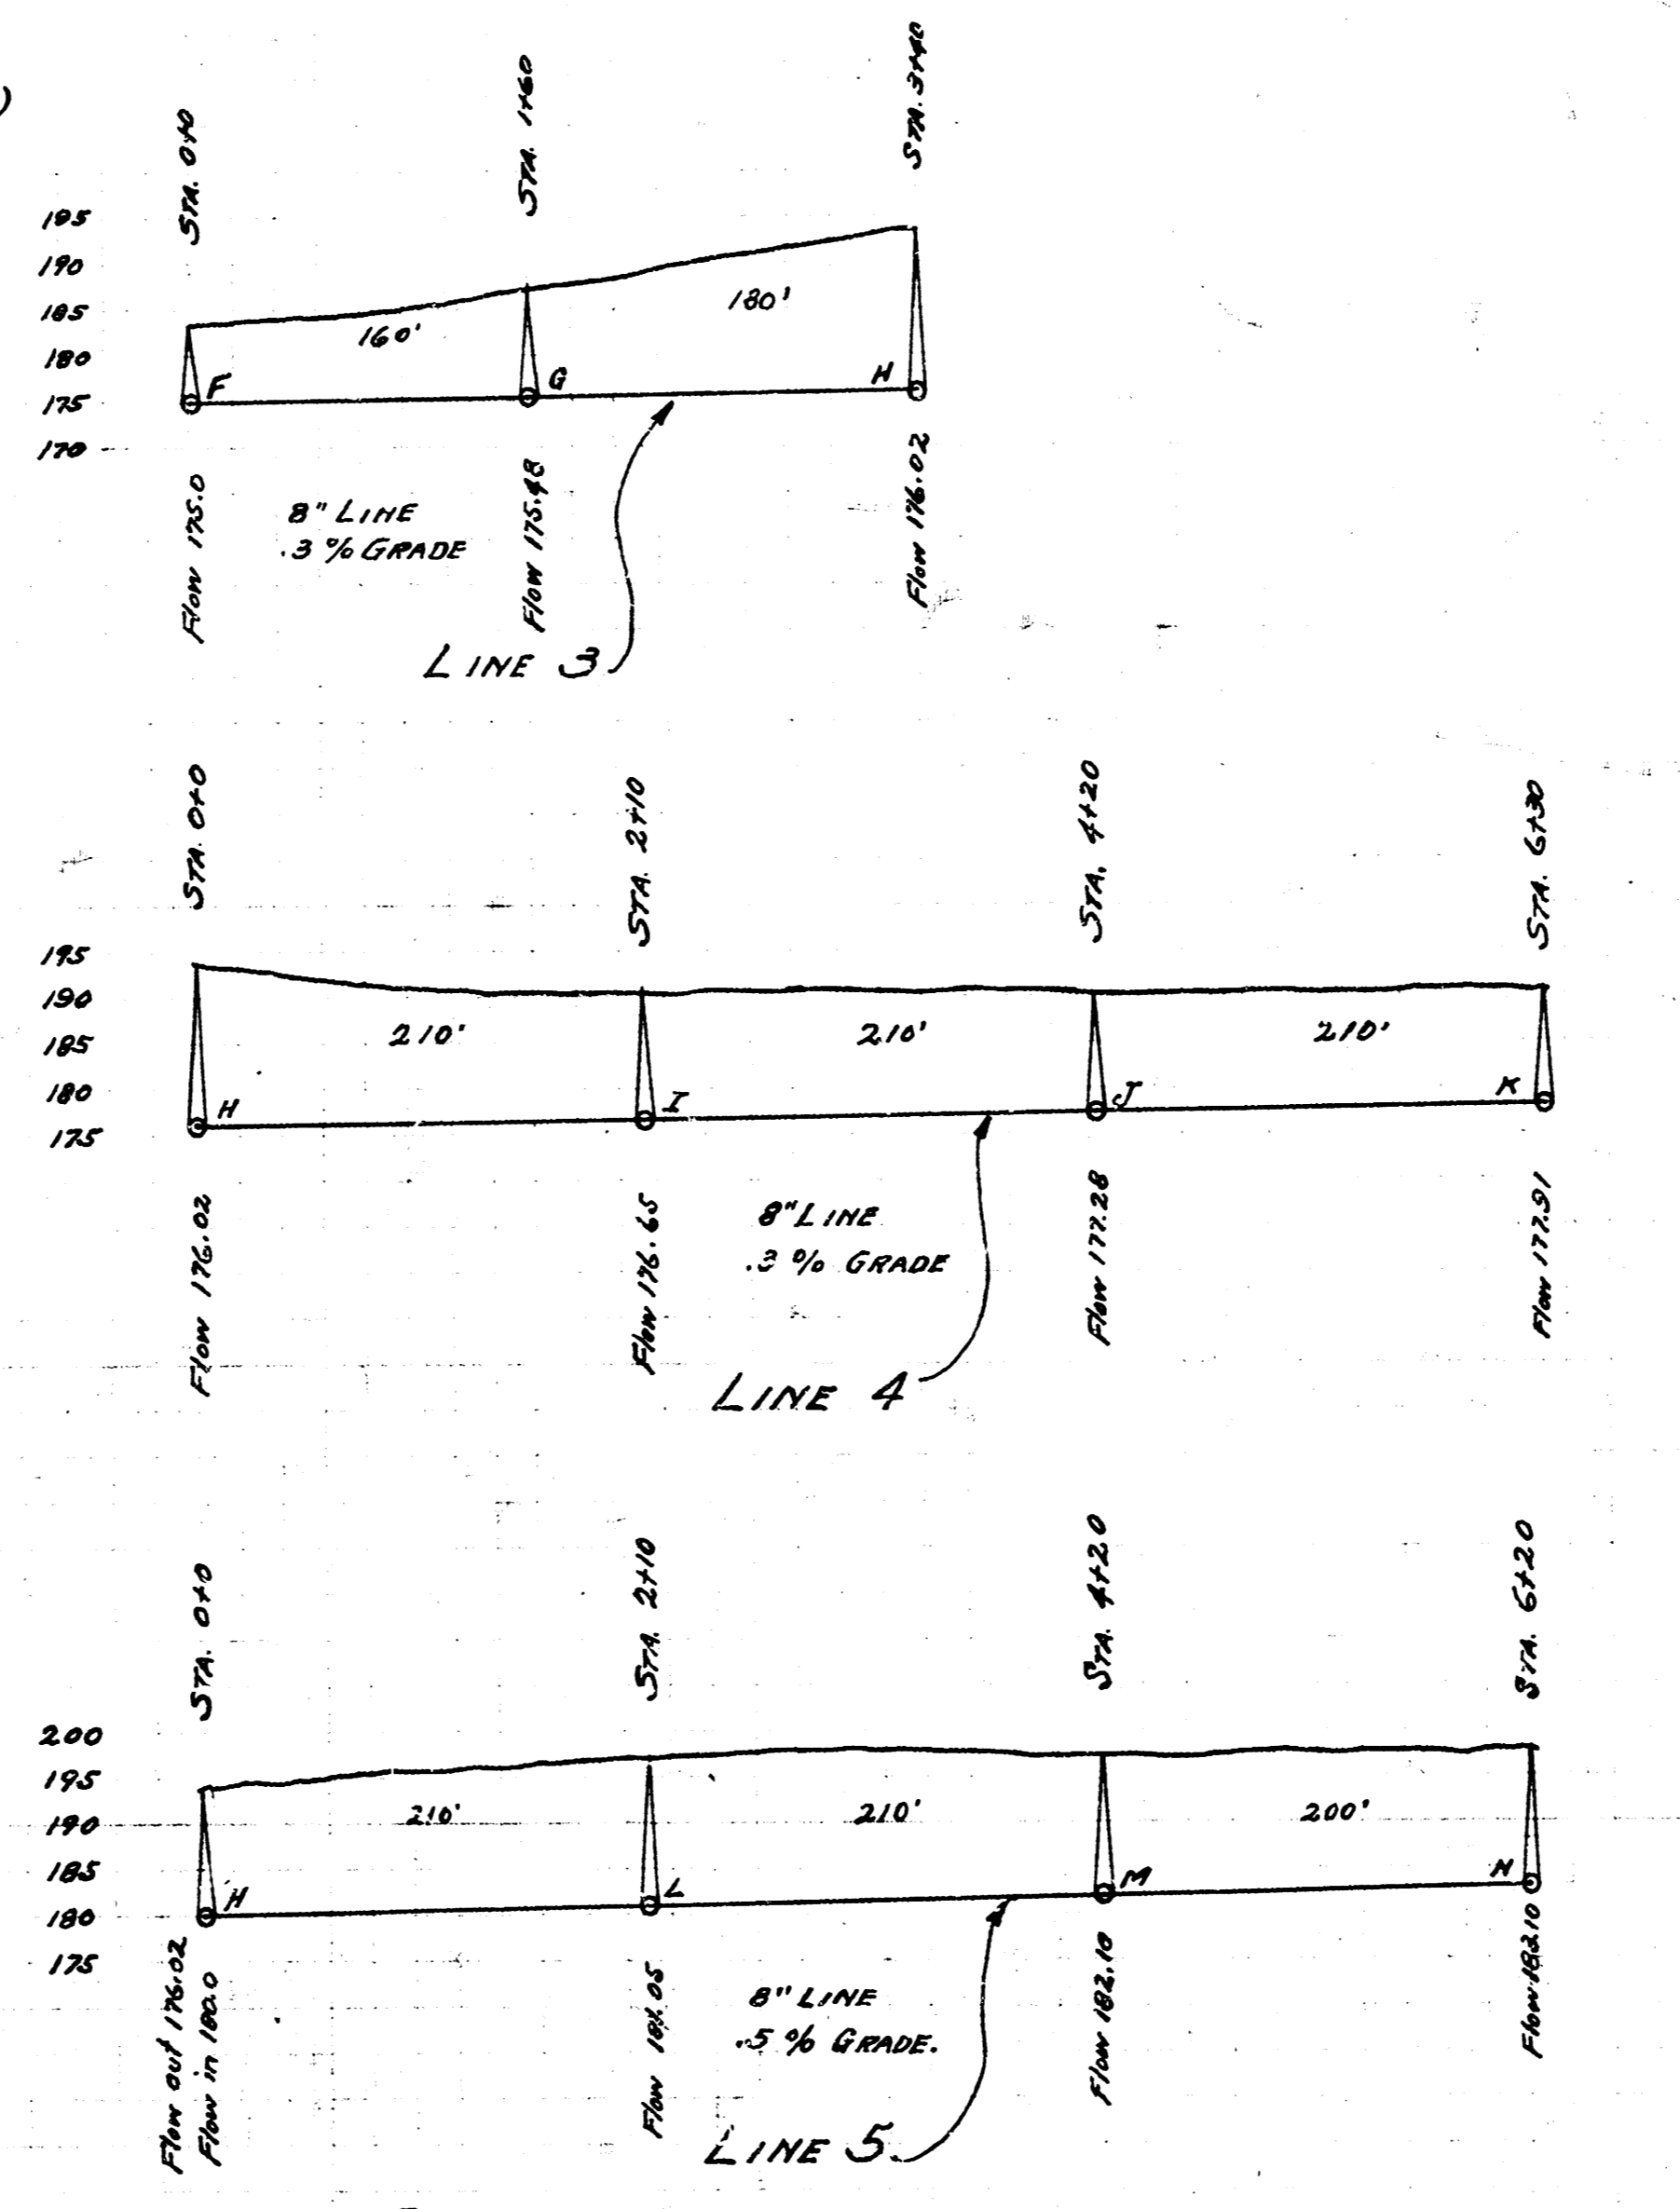 )
STA. 0+0
STA. 1+60
STA. 3+40
195
190
185
180
175
170
160'
180'
F
G
H
Flow 175.0
8" LINE
.3 % GRADE
Flow 175.48
Flow 176.02
LINE 3
STA. 0+0
STA. 2+10
STA. 4+20
STA. 6+30
195
190
185
180
175
210'
210'
210'
H
I
J
K
Flow 176.02
Flow 176.65
8" LINE
.3 % GRADE
Flow 177.28
Flow 177.91
LINE 4
STA. 0+0
STA. 2+10
STA. 4+20
STA. 6+20
200
195
190
185
180
175
210'
210'
200'
H
L
M
N
Flow out 176.02
Flow in 180.0
Flow 181.05
8" LINE
.5 % GRADE.
Flow 182.10
Flow 182.10
LINE 5